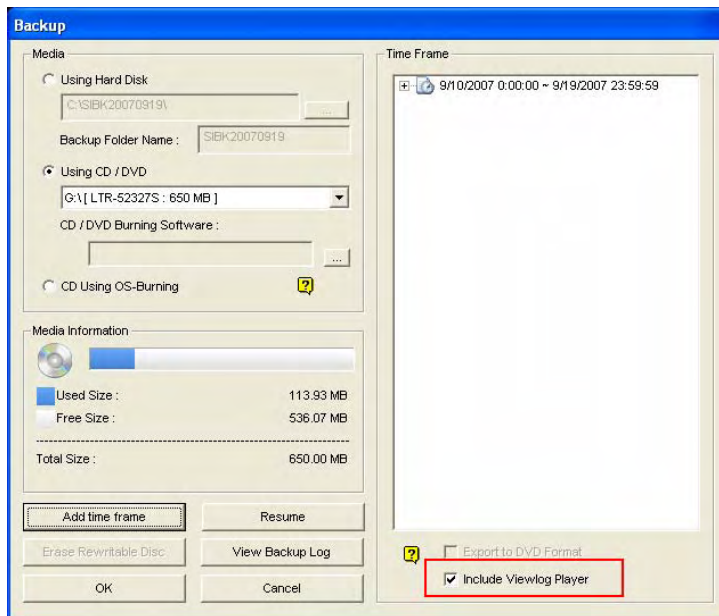 Backup
Media
Using Hard Disk
C:\SIBK20070919\
...
Backup Folder Name :
SIBK20070919
Using CD / DVD
G:\ [ LTR-52327S : 650 MB ]
CD / DVD Burning Software :
...
CD Using OS-Burning
?
Media Information
Used Size :
113.93 MB
Free Size :
536.07 MB
Total Size :
650.00 MB
Add time frame
Resume
Erase Rewritable Disc
View Backup Log
OK
Cancel
Time Frame
9/10/2007 0:00:00 ~ 9/19/2007 23:59:59
?
Export to DVD Format
Include Viewlog Player